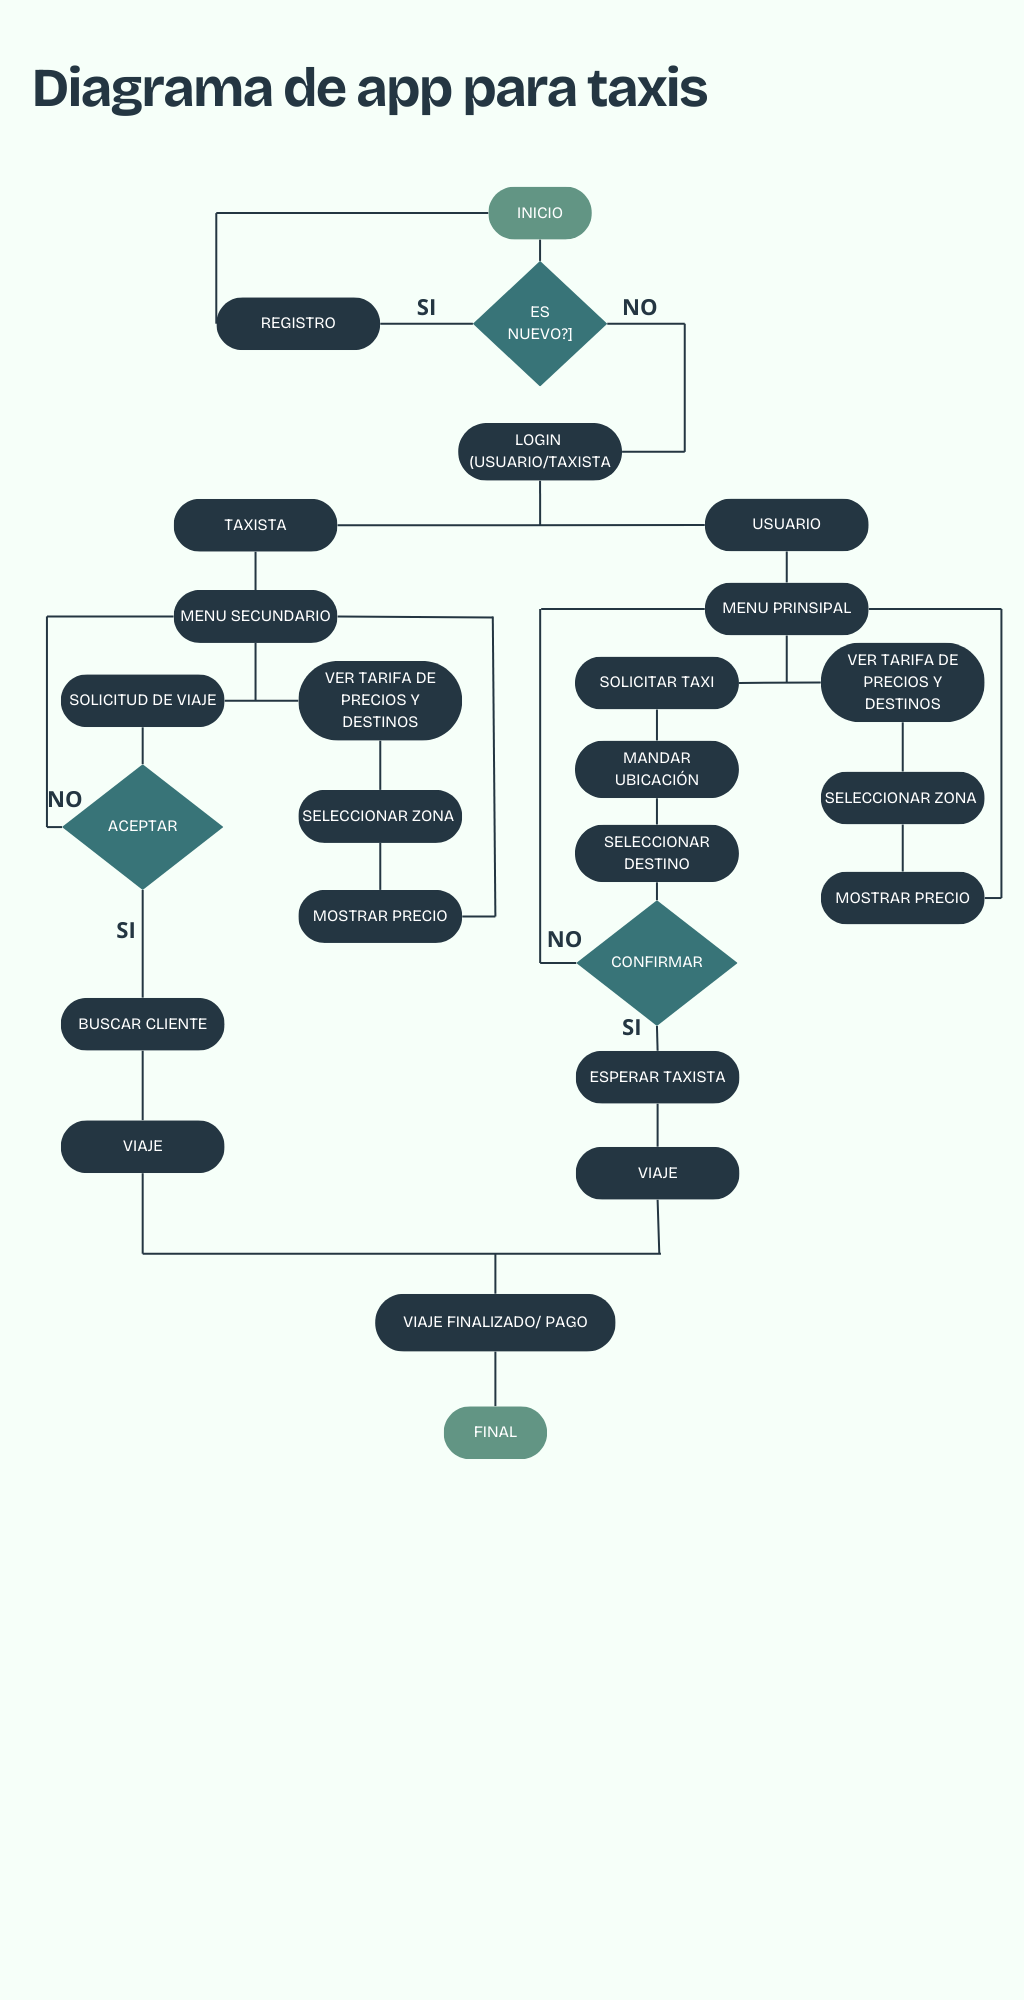 Diagrama de app para taxis
INICIO
SI
NO
ES
NUEVO?]
REGISTRO
LOGIN
(USUARIO/TAXISTA
TAXISTA
USUARIO
MENU SECUNDARIO
MENU PRINSIPAL
SOLICITUD DE VIAJE
VER TARIFA DE
PRECIOS Y
DESTINOS
SOLICITAR TAXI
VER TARIFA DE
PRECIOS Y
DESTINOS
MANDAR
UBICACIÓN
NO
ACEPTAR
SELECCIONAR ZONA
SELECCIONAR ZONA
SELECCIONAR
DESTINO
MOSTRAR PRECIO
MOSTRAR PRECIO
SI
NO
CONFIRMAR
SI
BUSCAR CLIENTE
ESPERAR TAXISTA
VIAJE
VIAJE
VIAJE FINALIZADO/ PAGO
FINAL